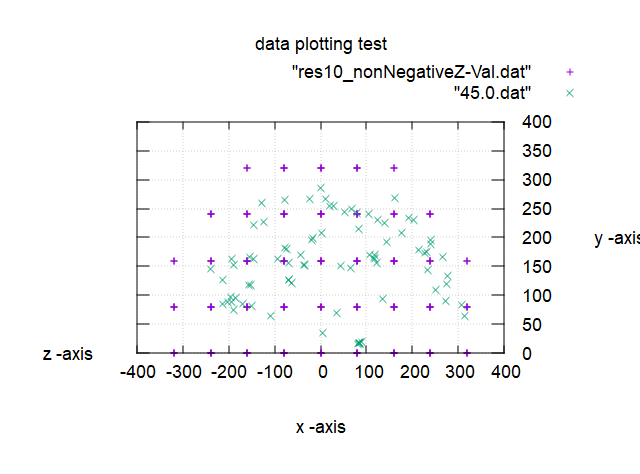 data plotting test
"res10_nonNegativeZ-Val.dat"
"45.0.dat"
400
350
300
250
y -axis
200
150
100
50
z -axis
0
-400 -300 -200 -100 0 100 200 300 400
x -axis